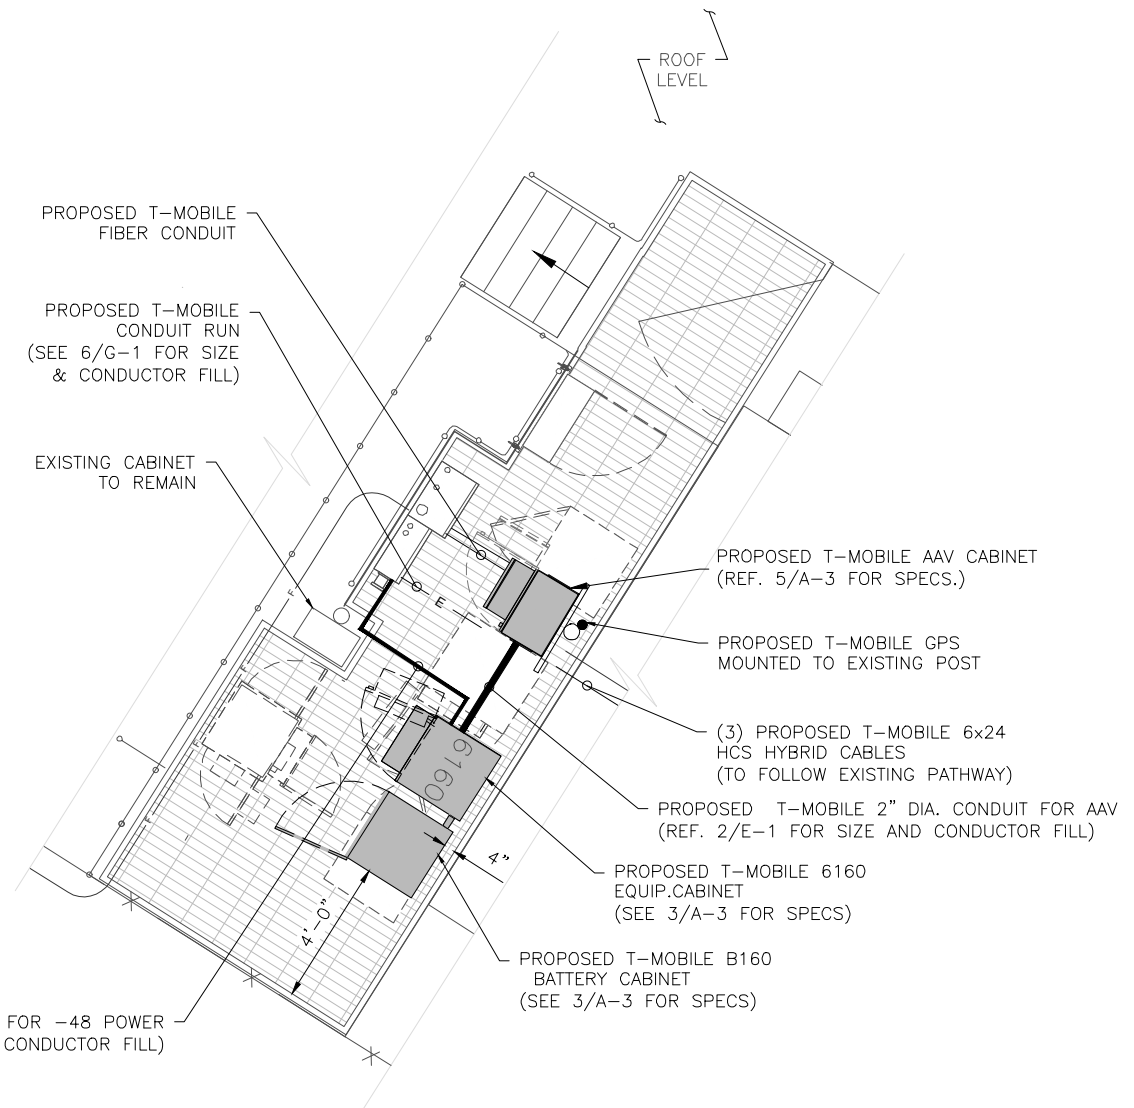 ROOF
LEVEL
PROPOSED T-MOBILE
FIBER CONDUIT
PROPOSED T-MOBILE
CONDUIT RUN
(SEE 6/G-1 FOR SIZE
& CONDUCTOR FILL)
EXISTING CABINET
TO REMAIN
PROPOSED T-MOBILE AAV CABINET
(REF. 5/A-3 FOR SPECS.)
F
E
PROPOSED T-MOBILE GPS
MOUNTED TO EXISTING POST
(3) PROPOSED T-MOBILE 6x24
HCS HYBRID CABLES
(TO FOLLOW EXISTING PATHWAY)
6160
PROPOSED T-MOBILE 2" DIA. CONDUIT FOR AAV
(REF. 2/E-1 FOR SIZE AND CONDUCTOR FILL)
4"
PROPOSED T-MOBILE 6160
EQUIP.CABINET
(SEE 3/A-3 FOR SPECS)
4'-0"
PROPOSED T-MOBILE B160
BATTERY CABINET
(SEE 3/A-3 FOR SPECS)
FOR -48 POWER
CONDUCTOR FILL)